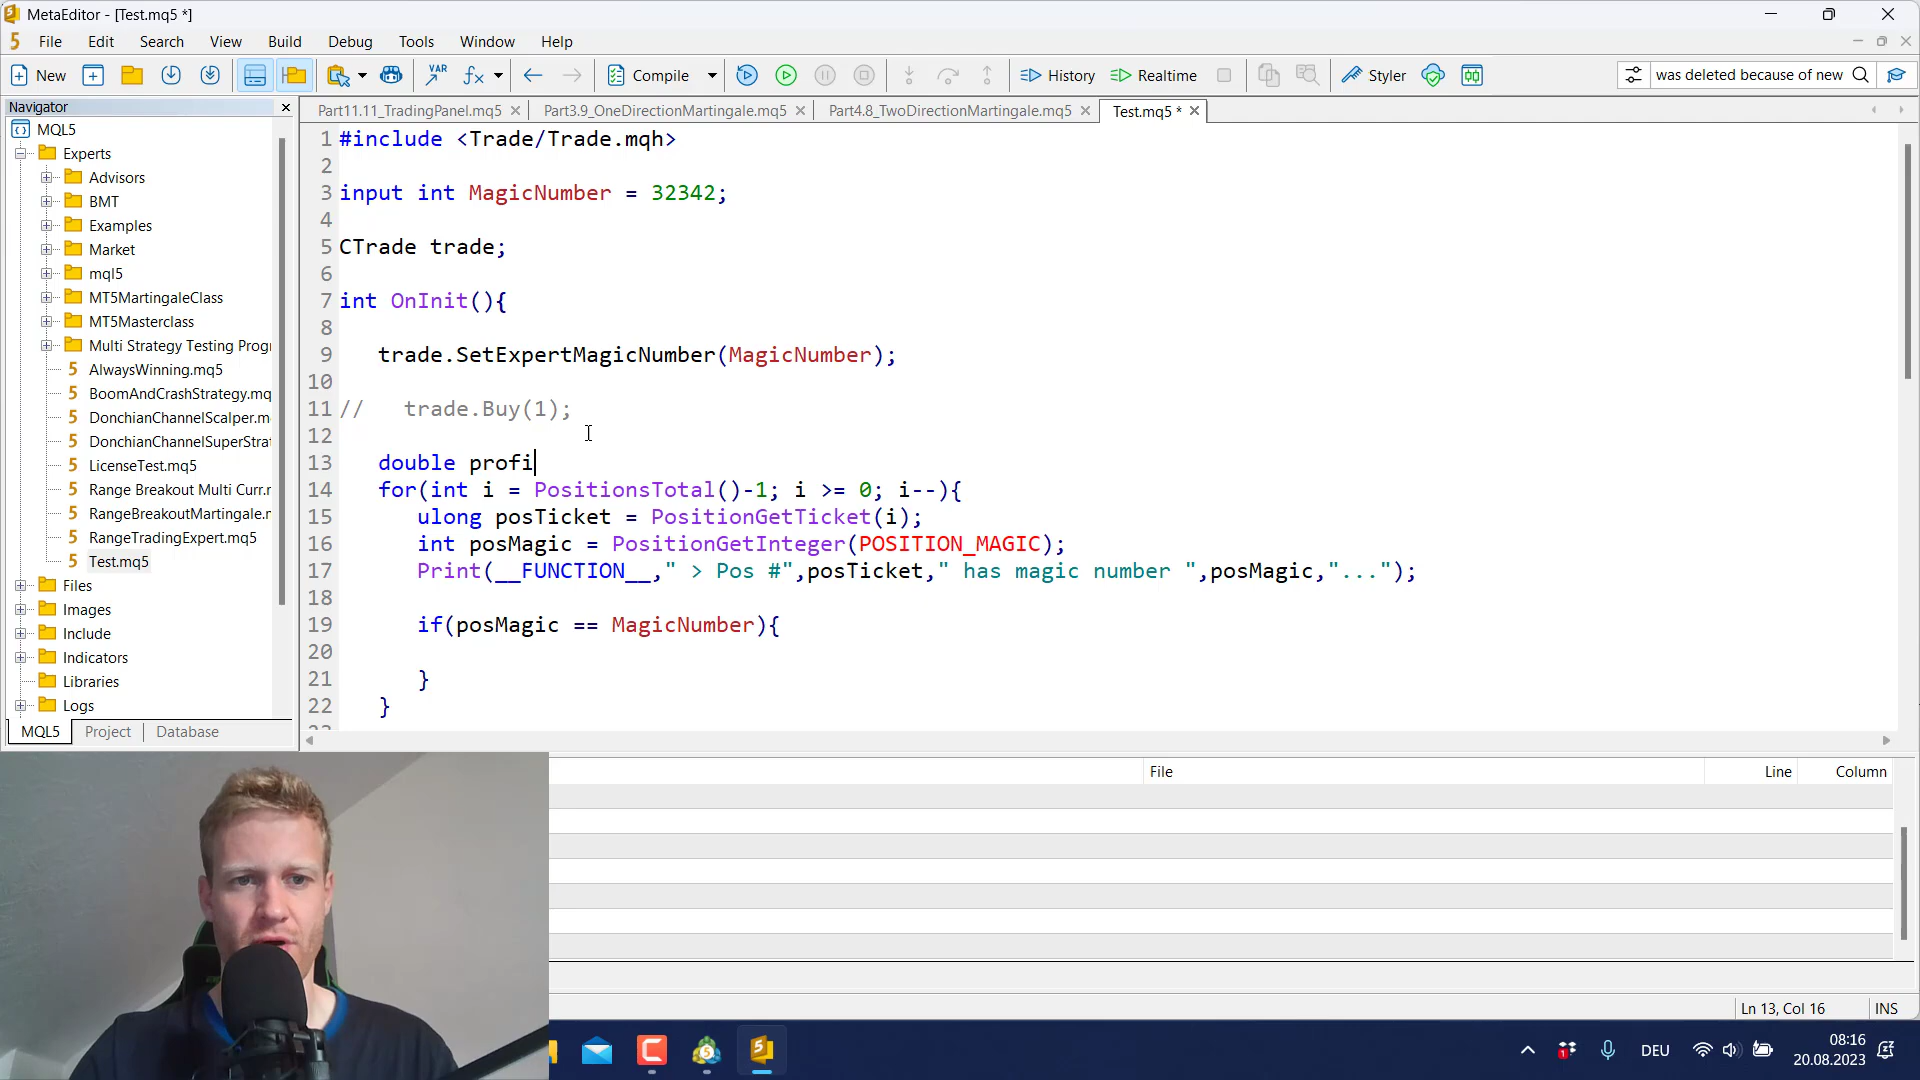 MetaEditor - [Test.mq5 *]
File Edit Search View Build Debug Tools Window Help
New Compile History Realtime Styler was deleted because of new
Navigator
Part11.11_TradingPanel.mq5 Part3.9_OneDirectionMartingale.mq5 Part4.8_TwoDirectionMartingale.mq5 Test.mq5 *
MQL5
Experts
Advisors
BMT
Examples
Market
mql5
MT5MartingaleClass
MT5Masterclass
Multi Strategy Testing Progr
AlwaysWinning.mq5
BoomAndCrashStrategy.mq
DonchianChannelScalper.m
DonchianChannelSuperStrat
LicenseTest.mq5
Range Breakout Multi Curr.r
RangeBreakoutMartingale.r
RangeTradingExpert.mq5
Test.mq5
Files
Images
Include
Indicators
Libraries
Logs
MQL5 Project Database
1 #include <Trade/Trade.mqh>
2
3 input int MagicNumber = 32342;
4
5 CTrade trade;
6
7 int OnInit(){
8
9 trade.SetExpertMagicNumber(MagicNumber);
10
11 // trade.Buy(1);
12
13 double profi
14 for(int i = PositionsTotal()-1; i >= 0; i--){
15 ulong posTicket = PositionGetTicket(i);
16 int posMagic = PositionGetInteger(POSITION_MAGIC);
17 Print(__FUNCTION__," > Pos #",posTicket," has magic number ",posMagic,"...");
18
19 if(posMagic == MagicNumber){
20
21 }
22 }
File Line Column
Ln 13, Col 16 INS
DEU
08:16
20.08.2023